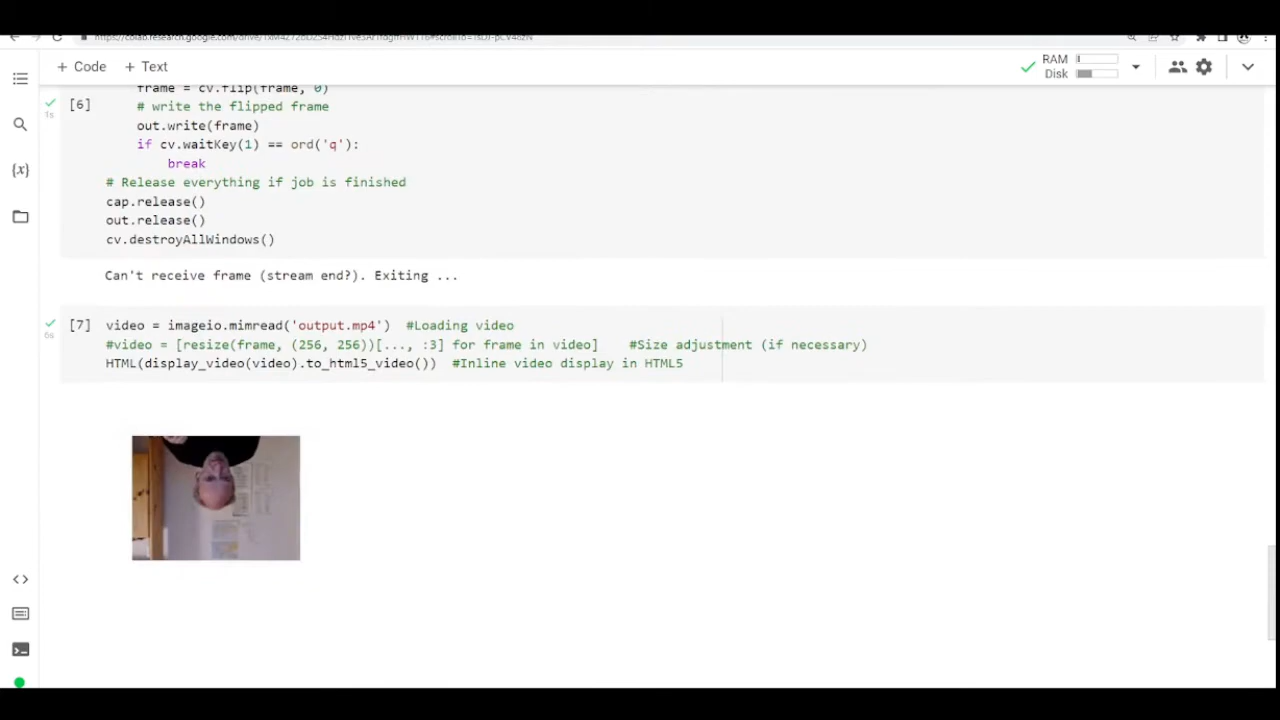 + Code
+ Text
RAM
Disk
[6]
1s
frame = cv.flip(frame, 0)
# write the flipped frame
out.write(frame)
if cv.waitKey(1) == ord('q'):
break
# Release everything if job is finished
cap.release()
out.release()
cv.destroyAllWindows()
Can't receive frame (stream end?). Exiting ...
[7]
6s
video = imageio.mimread('output.mp4')  #Loading video
#video = [resize(frame, (256, 256))[..., :3] for frame in video]    #Size adjustment (if necessary)
HTML(display_video(video).to_html5_video())  #Inline video display in HTML5